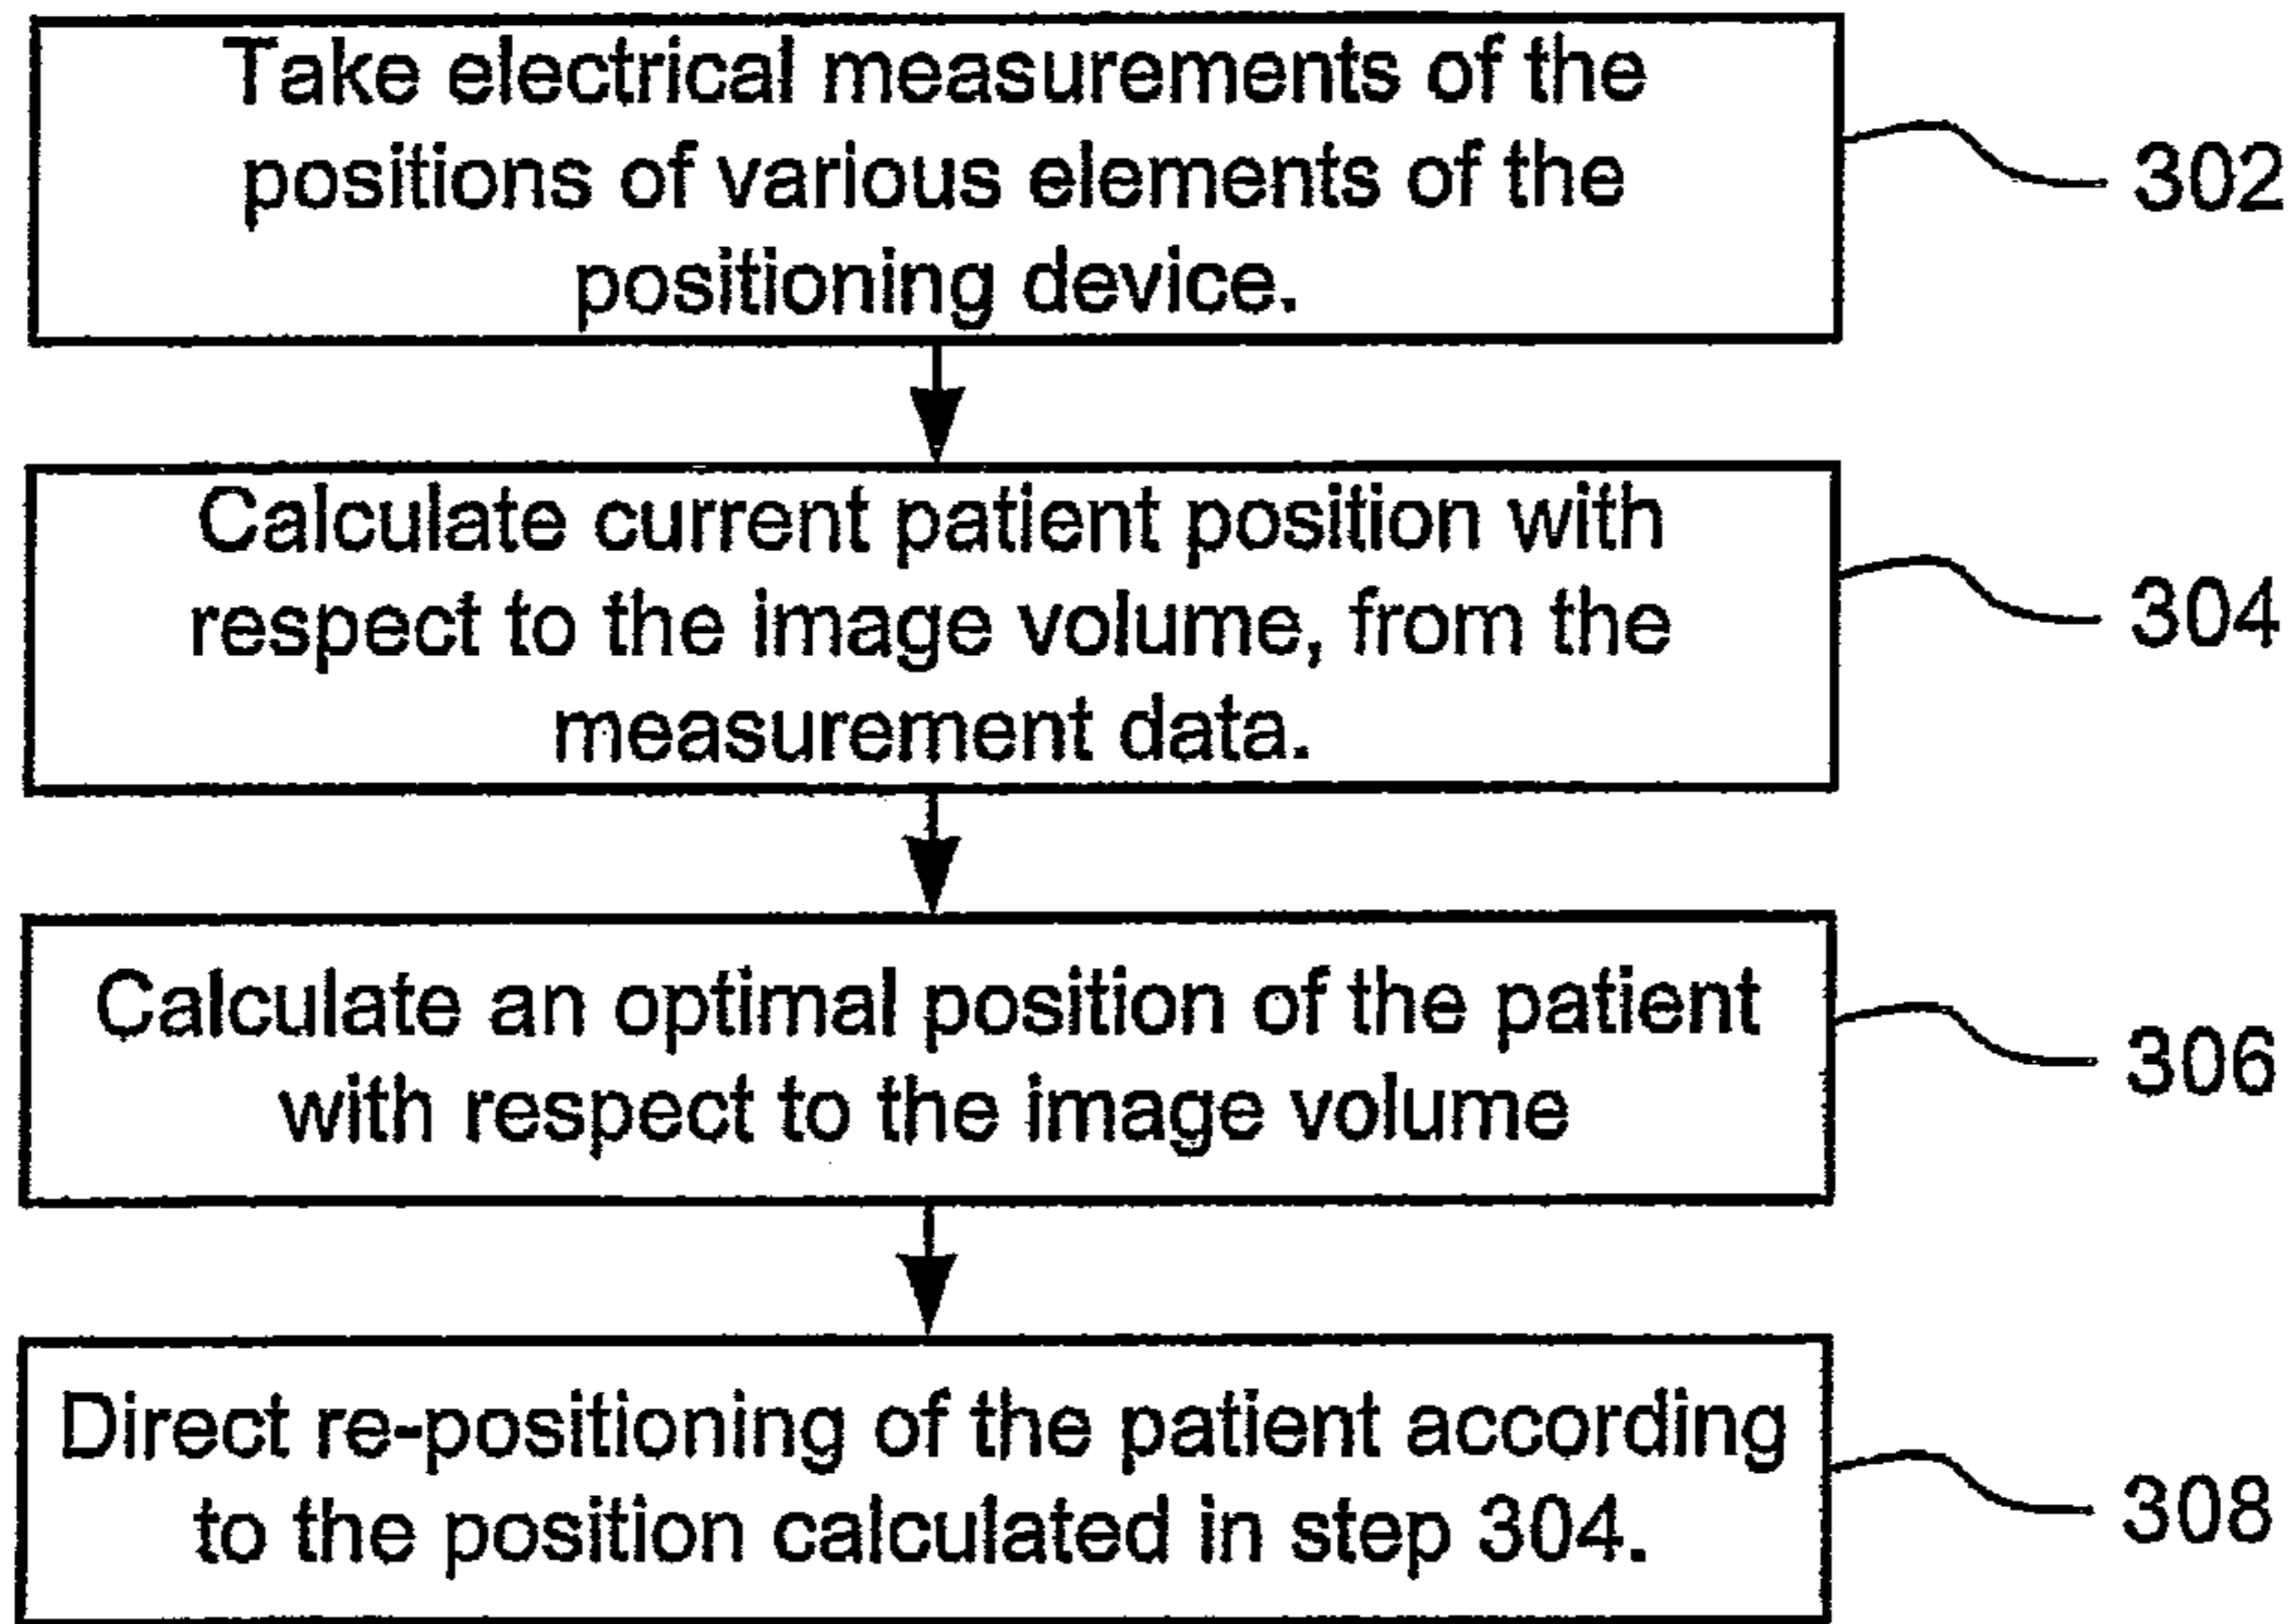 Take electrical measurements of the
positions of various elements of the
positioning device.
302
Calculate current patient position with
respect to the image volume, from the
measurement data.
304
Calculate an optimal position of the patient
with respect to the image volume
306
Direct re-positioning of the patient according
to the position calculated in step 304.
308